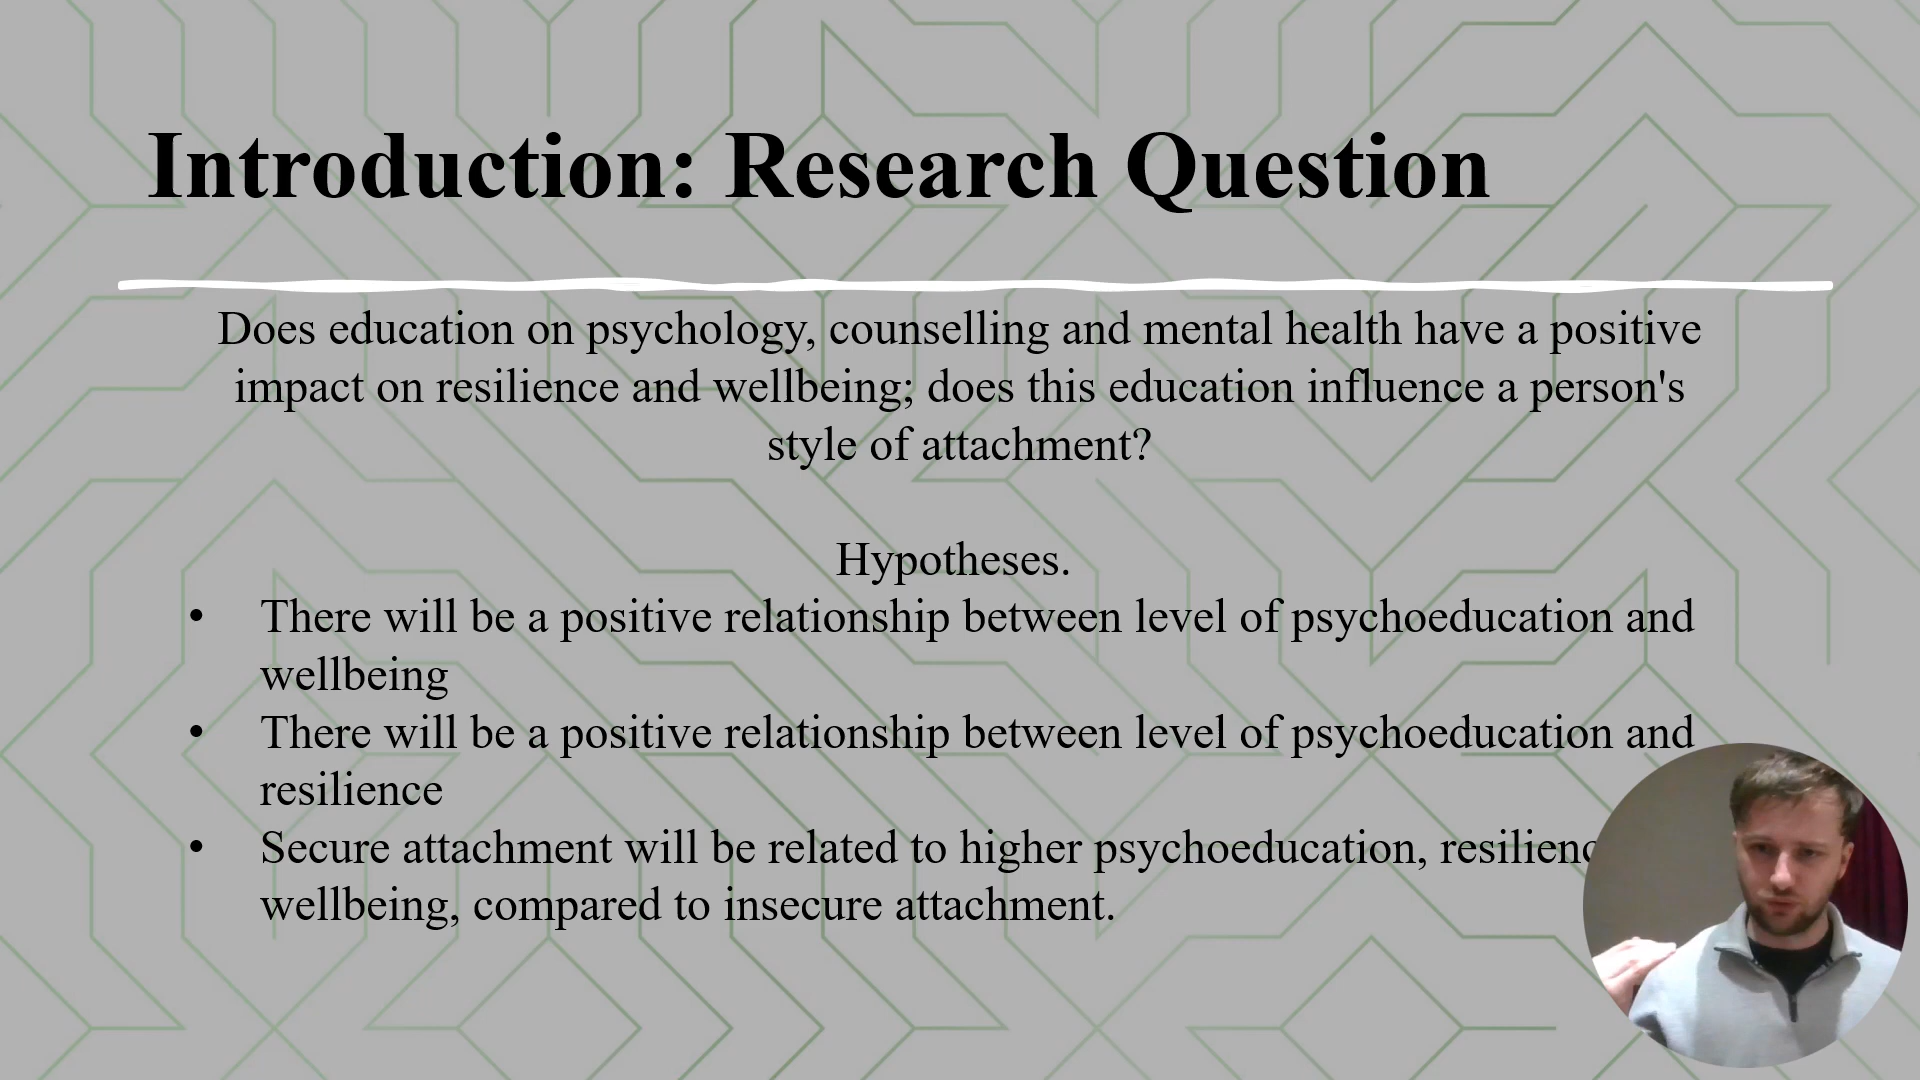 Introduction: Research Question
Does education on psychology, counselling and mental health have a positive
impact on resilience and wellbeing; does this education influence a person's
style of attachment?
Hypotheses.
• There will be a positive relationship between level of psychoeducation and
wellbeing
• There will be a positive relationship between level of psychoeducation and
resilience
• Secure attachment will be related to higher psychoeducation,
wellbeing, compared to insecure attachment.